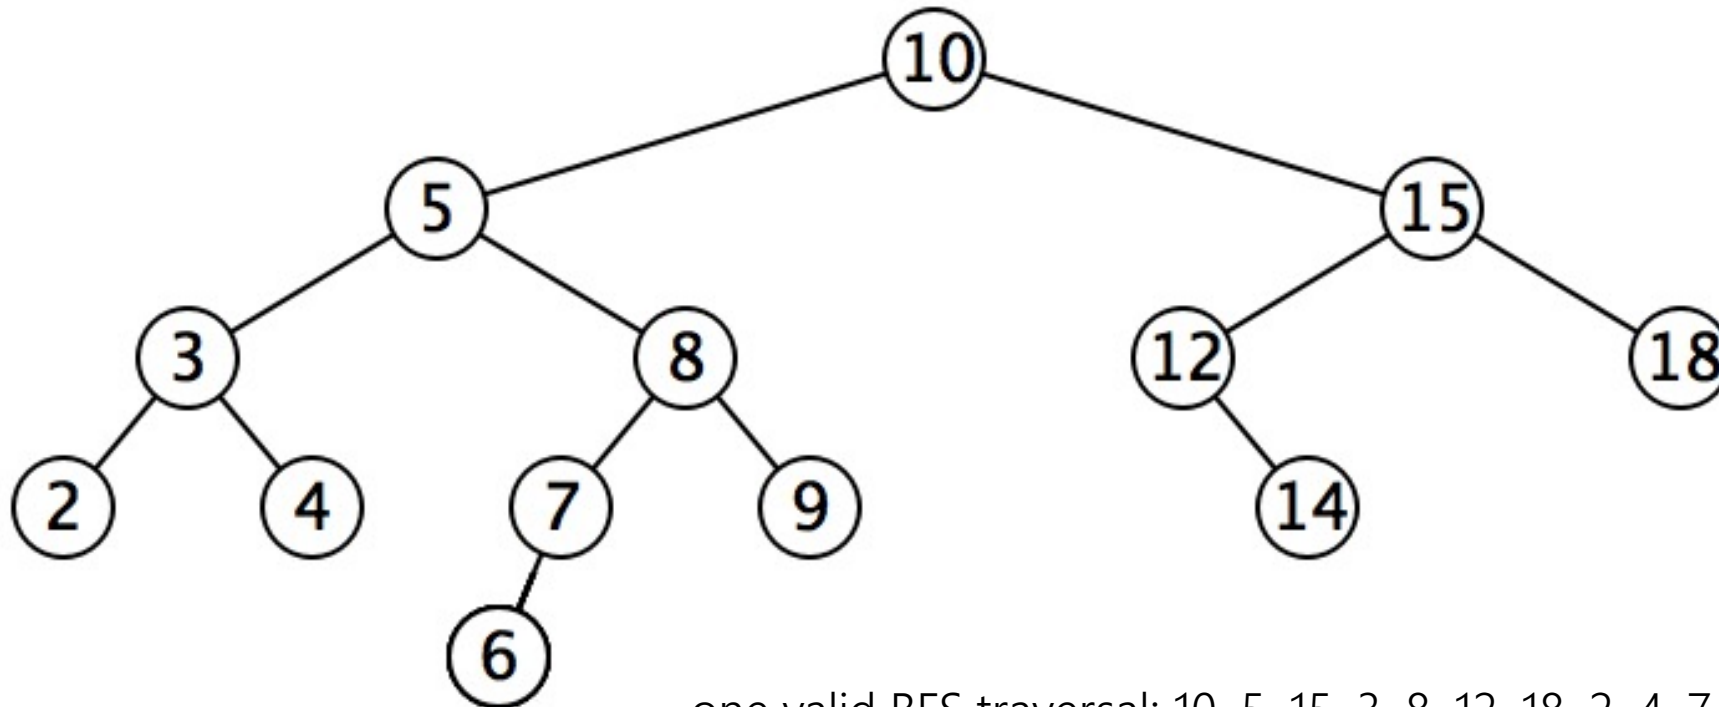 10
5 15
3 8 12 18
2 4 7 9 14
6
one valid BFS traversal: 10, 5, 15, 3, 8, 12, 18, 2, 4, 7